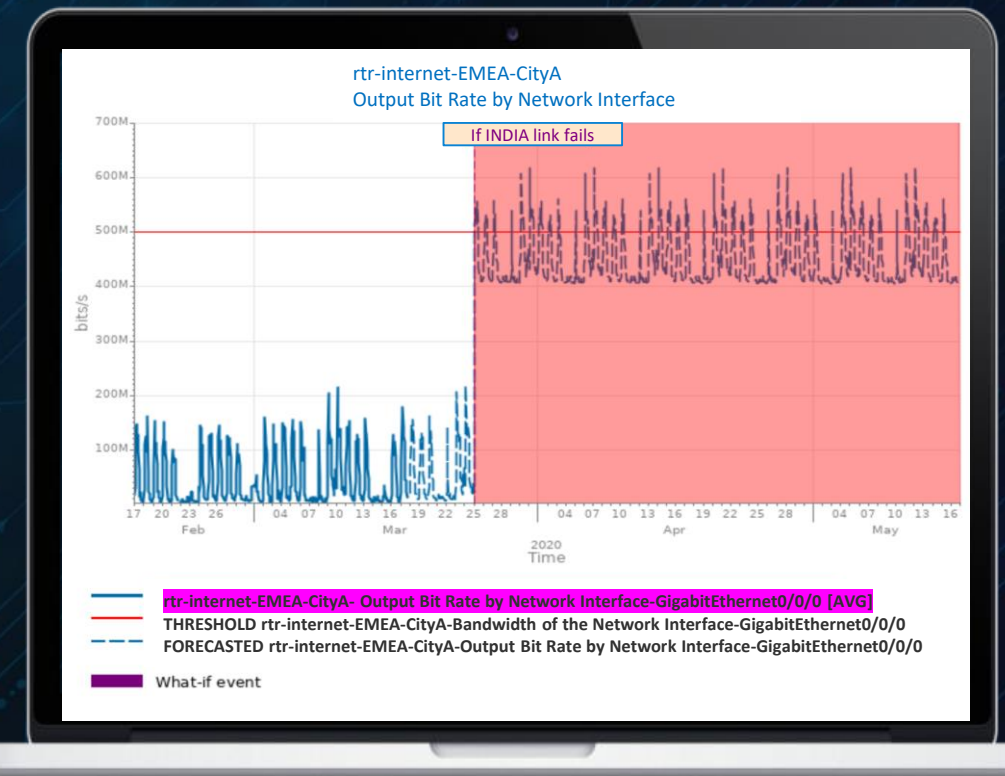 rtr-internet-EMEA-CityA
Output Bit Rate by Network Interface
If INDIA link fails
700M
600M
500M
400M
300M
200M
100M
bits/s
17 20 23 26 04 07 10 13 16 19 22 25 28 04 07 10 13 16 19 22 25 28 04 07 10 13 16
Feb Mar Apr May
2020
Time
rtr-internet-EMEA-CityA- Output Bit Rate by Network Interface-GigabitEthernet0/0/0 [AVG]
THRESHOLD rtr-internet-EMEA-CityA-Bandwidth of the Network Interface-GigabitEthernet0/0/0
FORECASTED rtr-internet-EMEA-CityA-Output Bit Rate by Network Interface-GigabitEthernet0/0/0
What-if event